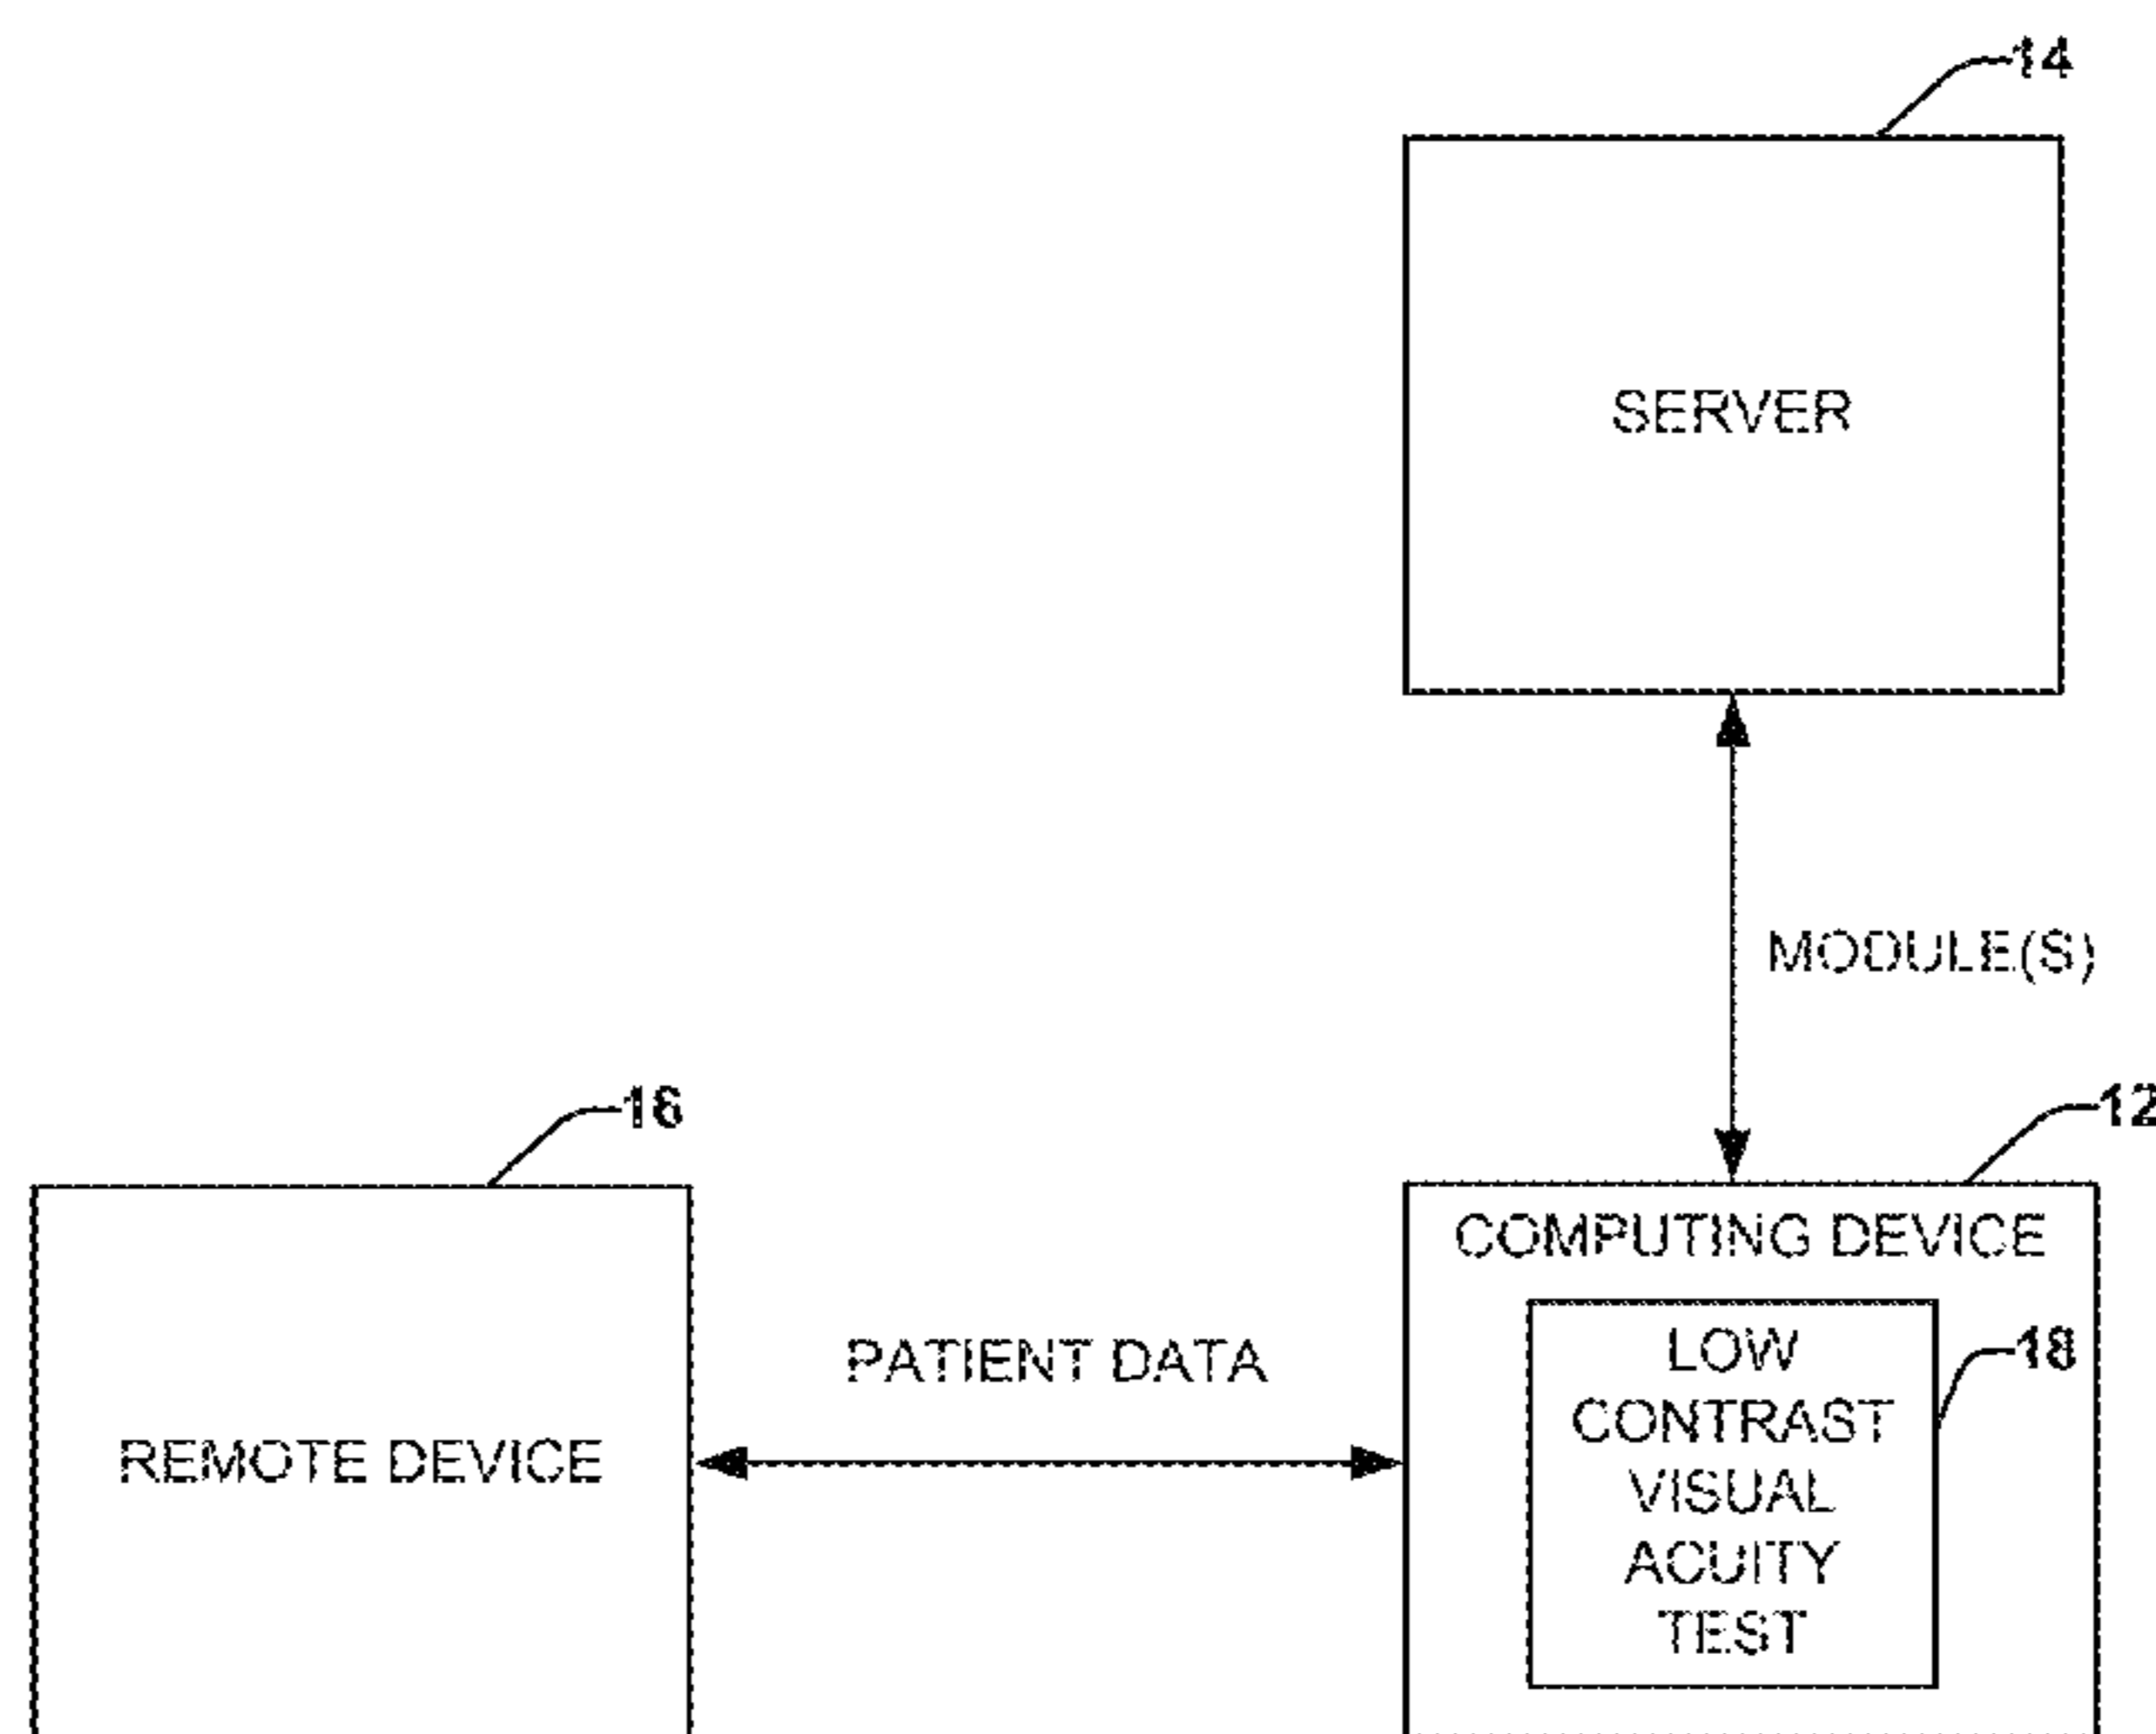 14
SERVER
MODULE(S)
16
12
COMPUTING DEVICE
LOW
CONTRAST
VISUAL
ACUITY
TEST
18
PATIENT DATA
REMOTE DEVICE